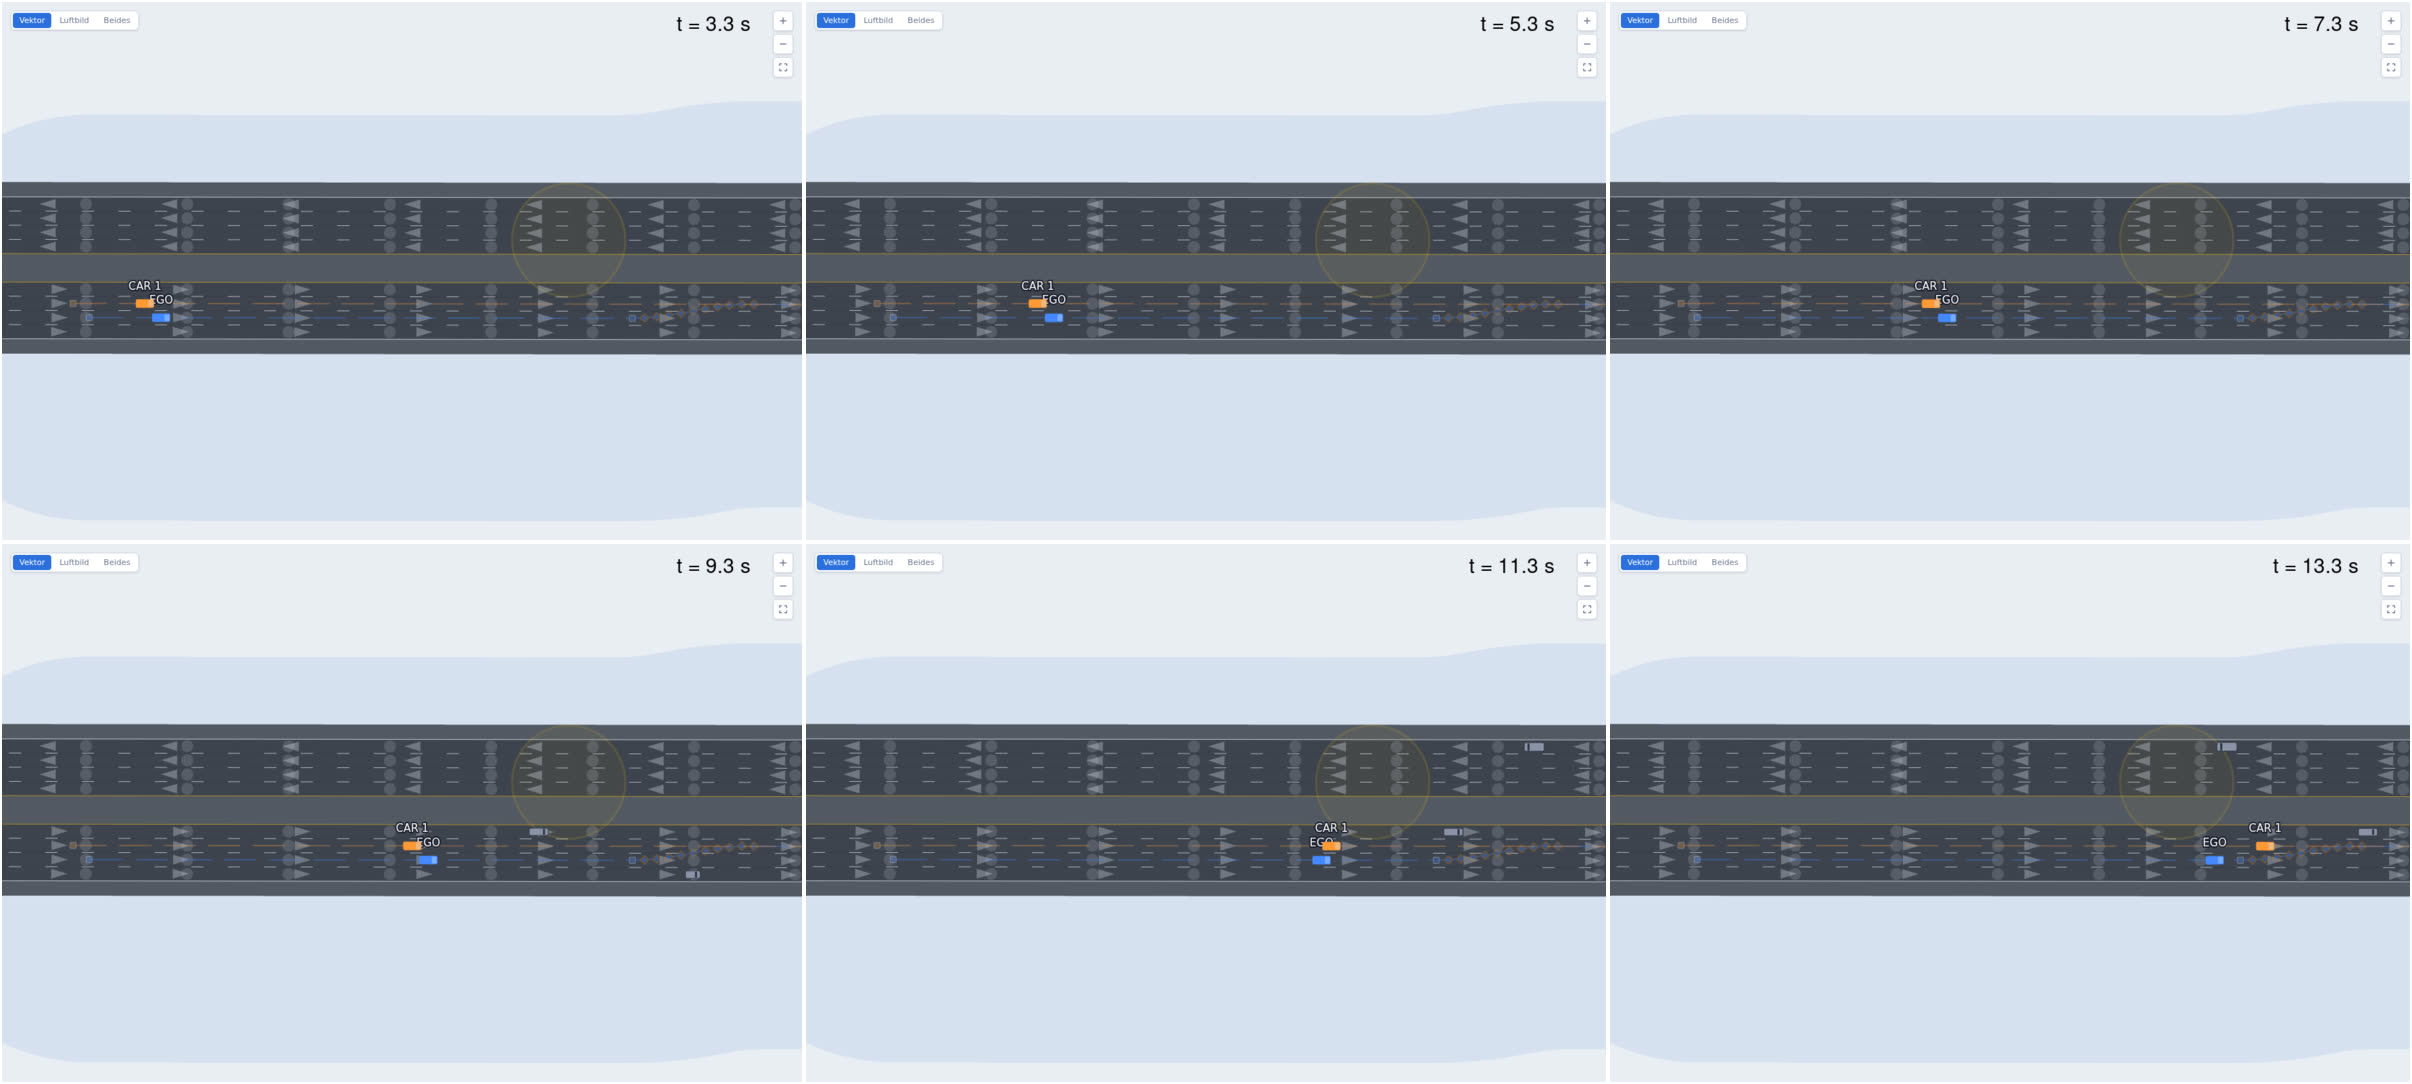 Vektor Luftbild Beides
t = 3.3 s
+
−
CAR 1
EGO
Vektor Luftbild Beides
t = 5.3 s
+
−
CAR 1
EGO
Vektor Luftbild Beides
t = 7.3 s
+
−
CAR 1
EGO
Vektor Luftbild Beides
t = 9.3 s
+
−
CAR 1
EGO
Vektor Luftbild Beides
t = 11.3 s
+
−
CAR 1
EGO
Vektor Luftbild Beides
t = 13.3 s
+
−
CAR 1
EGO